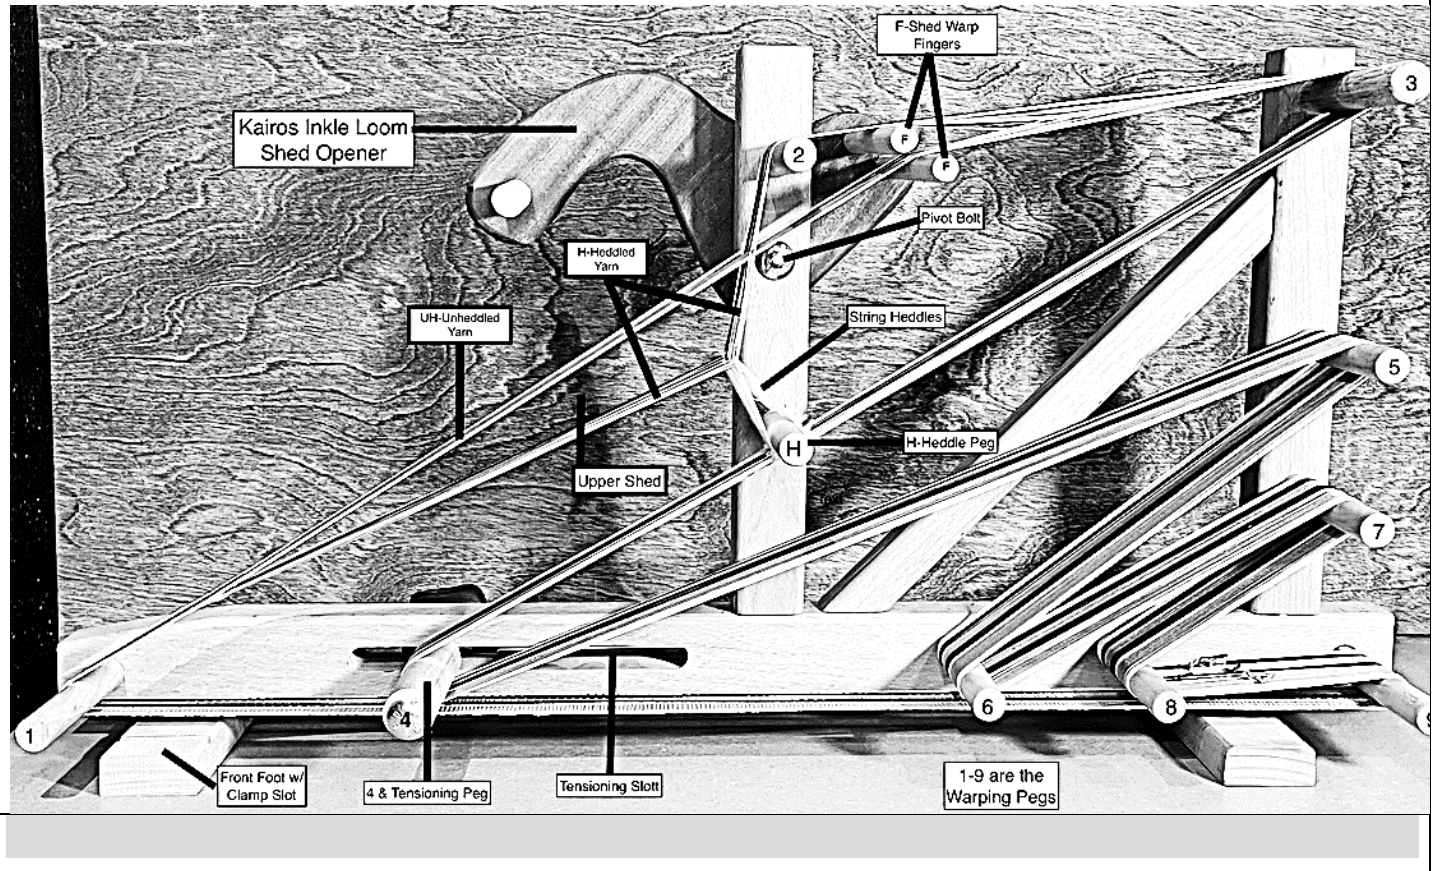 F-Shed Warp
Fingers
3
Kairos Inkle Loom
Shed Opener
2
F
F
Pivot Bolt
H-Heddled
Yarn
UH-Unheddled
Yarn
String Heddles
5
H
H-Heddle Peg
Upper Shed
7
1
4
6
8
9
Front Foot w/
Clamp Slot
4 & Tensioning Peg
Tensioning Slott
1-9 are the
Warping Pegs